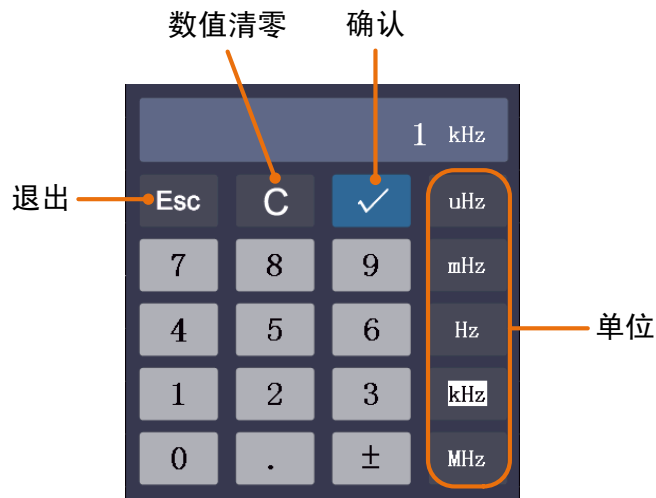 数值清零 确认
1 kHz
退出 Esc C ✓ uHz
7 8 9 mHz
4 5 6 Hz 单位
1 2 3 kHz
0 . ± MHz